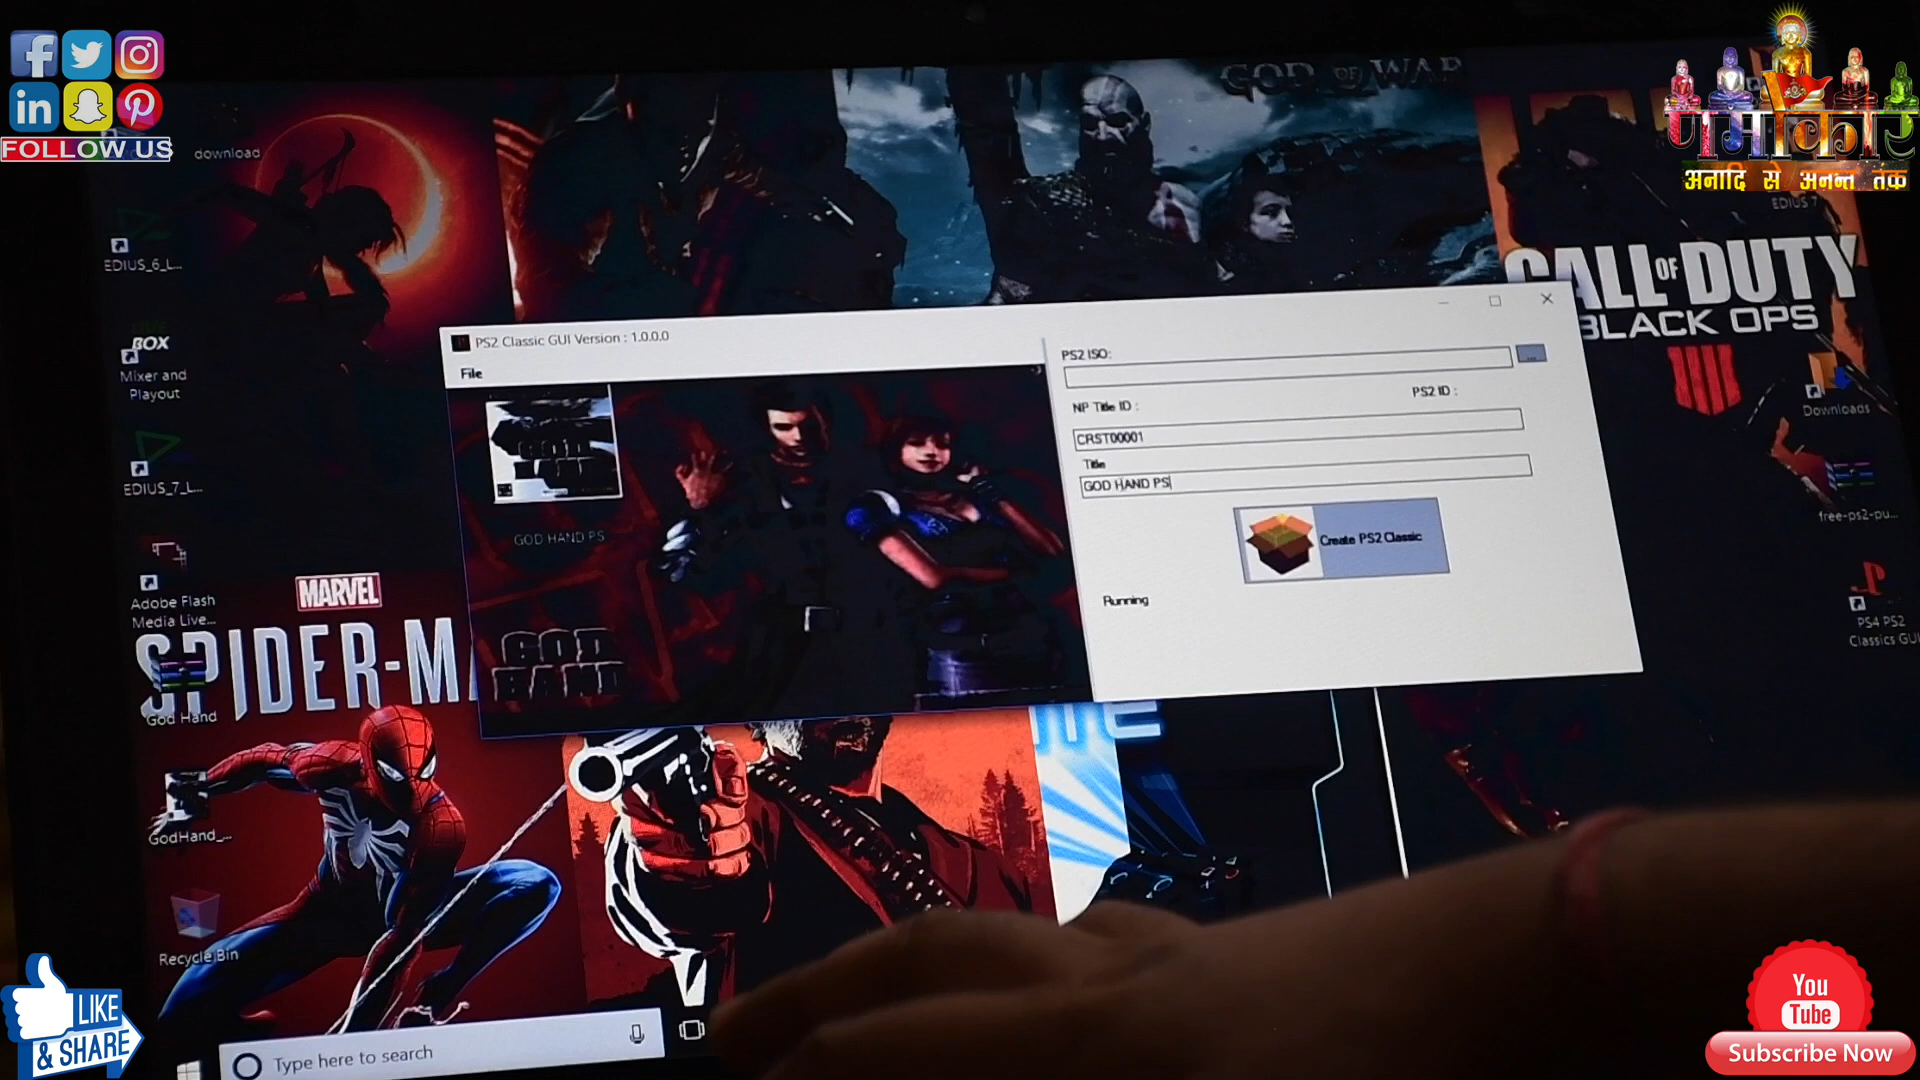 FOLLOW US
download
GOD OF WAR
णमोकार
अनादि से अनन्त तक
EDIUS 7
EDIUS_6_L...
CALL OF DUTY
BLACK OPS
PS2 Classic GUI Version : 1.0.0.0
File
PS2 ISO:
...
PS2 ID :
NP Title ID :
CRST00001
Title
GOD HAND PS
Create PS2 Classic
Running
GOD HAND PS
GOD
HAND
BOX
Mixer and
Playout
EDIUS_7_L...
Adobe Flash
Media Live...
MARVEL
SPIDER-M
God Hand
GodHand_...
Recycle Bin
Downloads
free-ps2-pu...
PS4 PS2
Classics GUI
LIKE
& SHARE
Type here to search
You
Tube
Subscribe Now